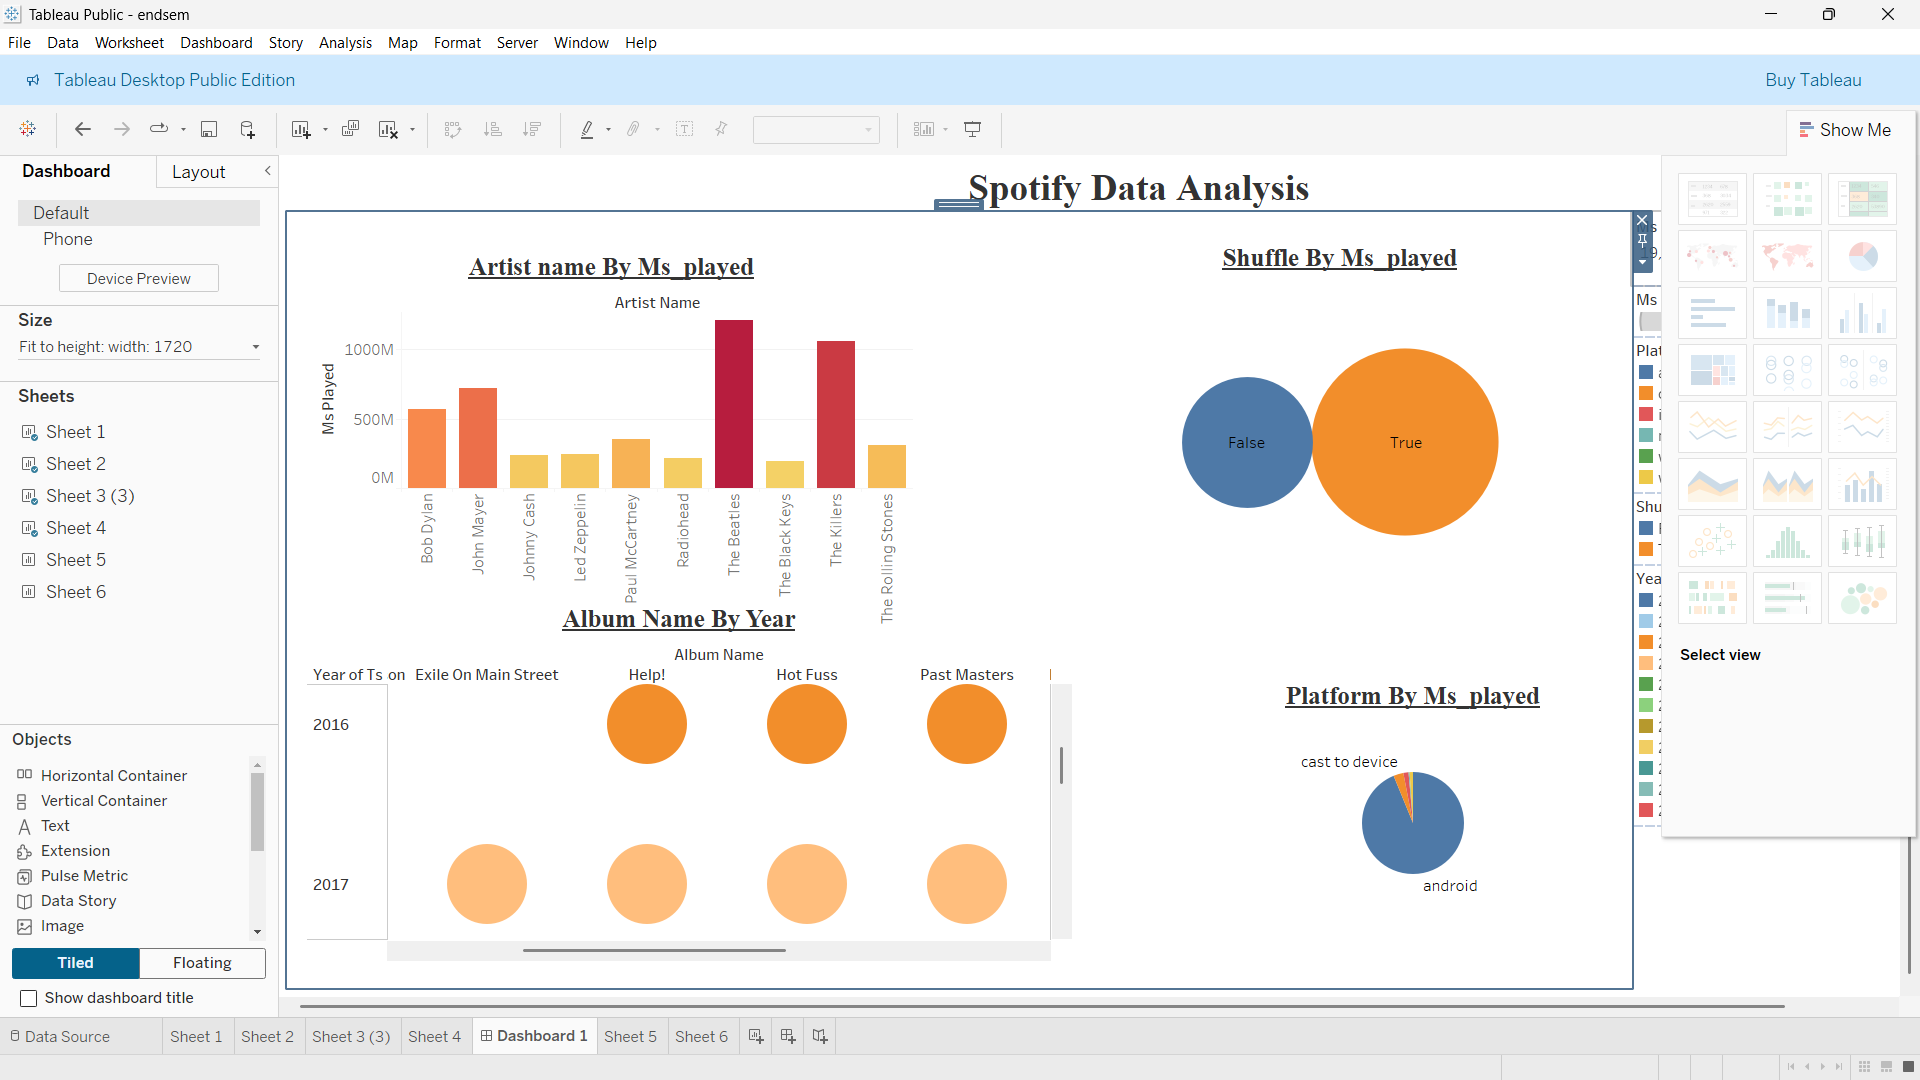 Tableau Public - endsem
File Data Worksheet Dashboard Story Analysis Map Format Server Window Help
Tableau Desktop Public Edition
Buy Tableau
Show Me
Dashboard
Layout
Default
Phone
Device Preview
Size
Fit to height: width: 1720
Sheets
Sheet 1
Sheet 2
Sheet 3 (3)
Sheet 4
Sheet 5
Sheet 6
Objects
Horizontal Container
Vertical Container
Text
Extension
Pulse Metric
Data Story
Image
Tiled
Floating
Show dashboard title
Spotify Data Analysis
Artist name By Ms_played
Artist Name
Ms Played
1000M
500M
0M
Bob Dylan
John Mayer
Johnny Cash
Led Zeppelin
Paul McCartney
Radiohead
The Beatles
The Black Keys
The Killers
The Rolling Stones
Shuffle By Ms_played
False
True
Album Name By Year
Album Name
Year of Ts on
Exile On Main Street
Help!
Hot Fuss
Past Masters
2016
2017
Platform By Ms_played
cast to device
android
Ms
19,
Ms
Plat
Shu
Yea
Select view
Data Source
Sheet 1
Sheet 2
Sheet 3 (3)
Sheet 4
Dashboard 1
Sheet 5
Sheet 6